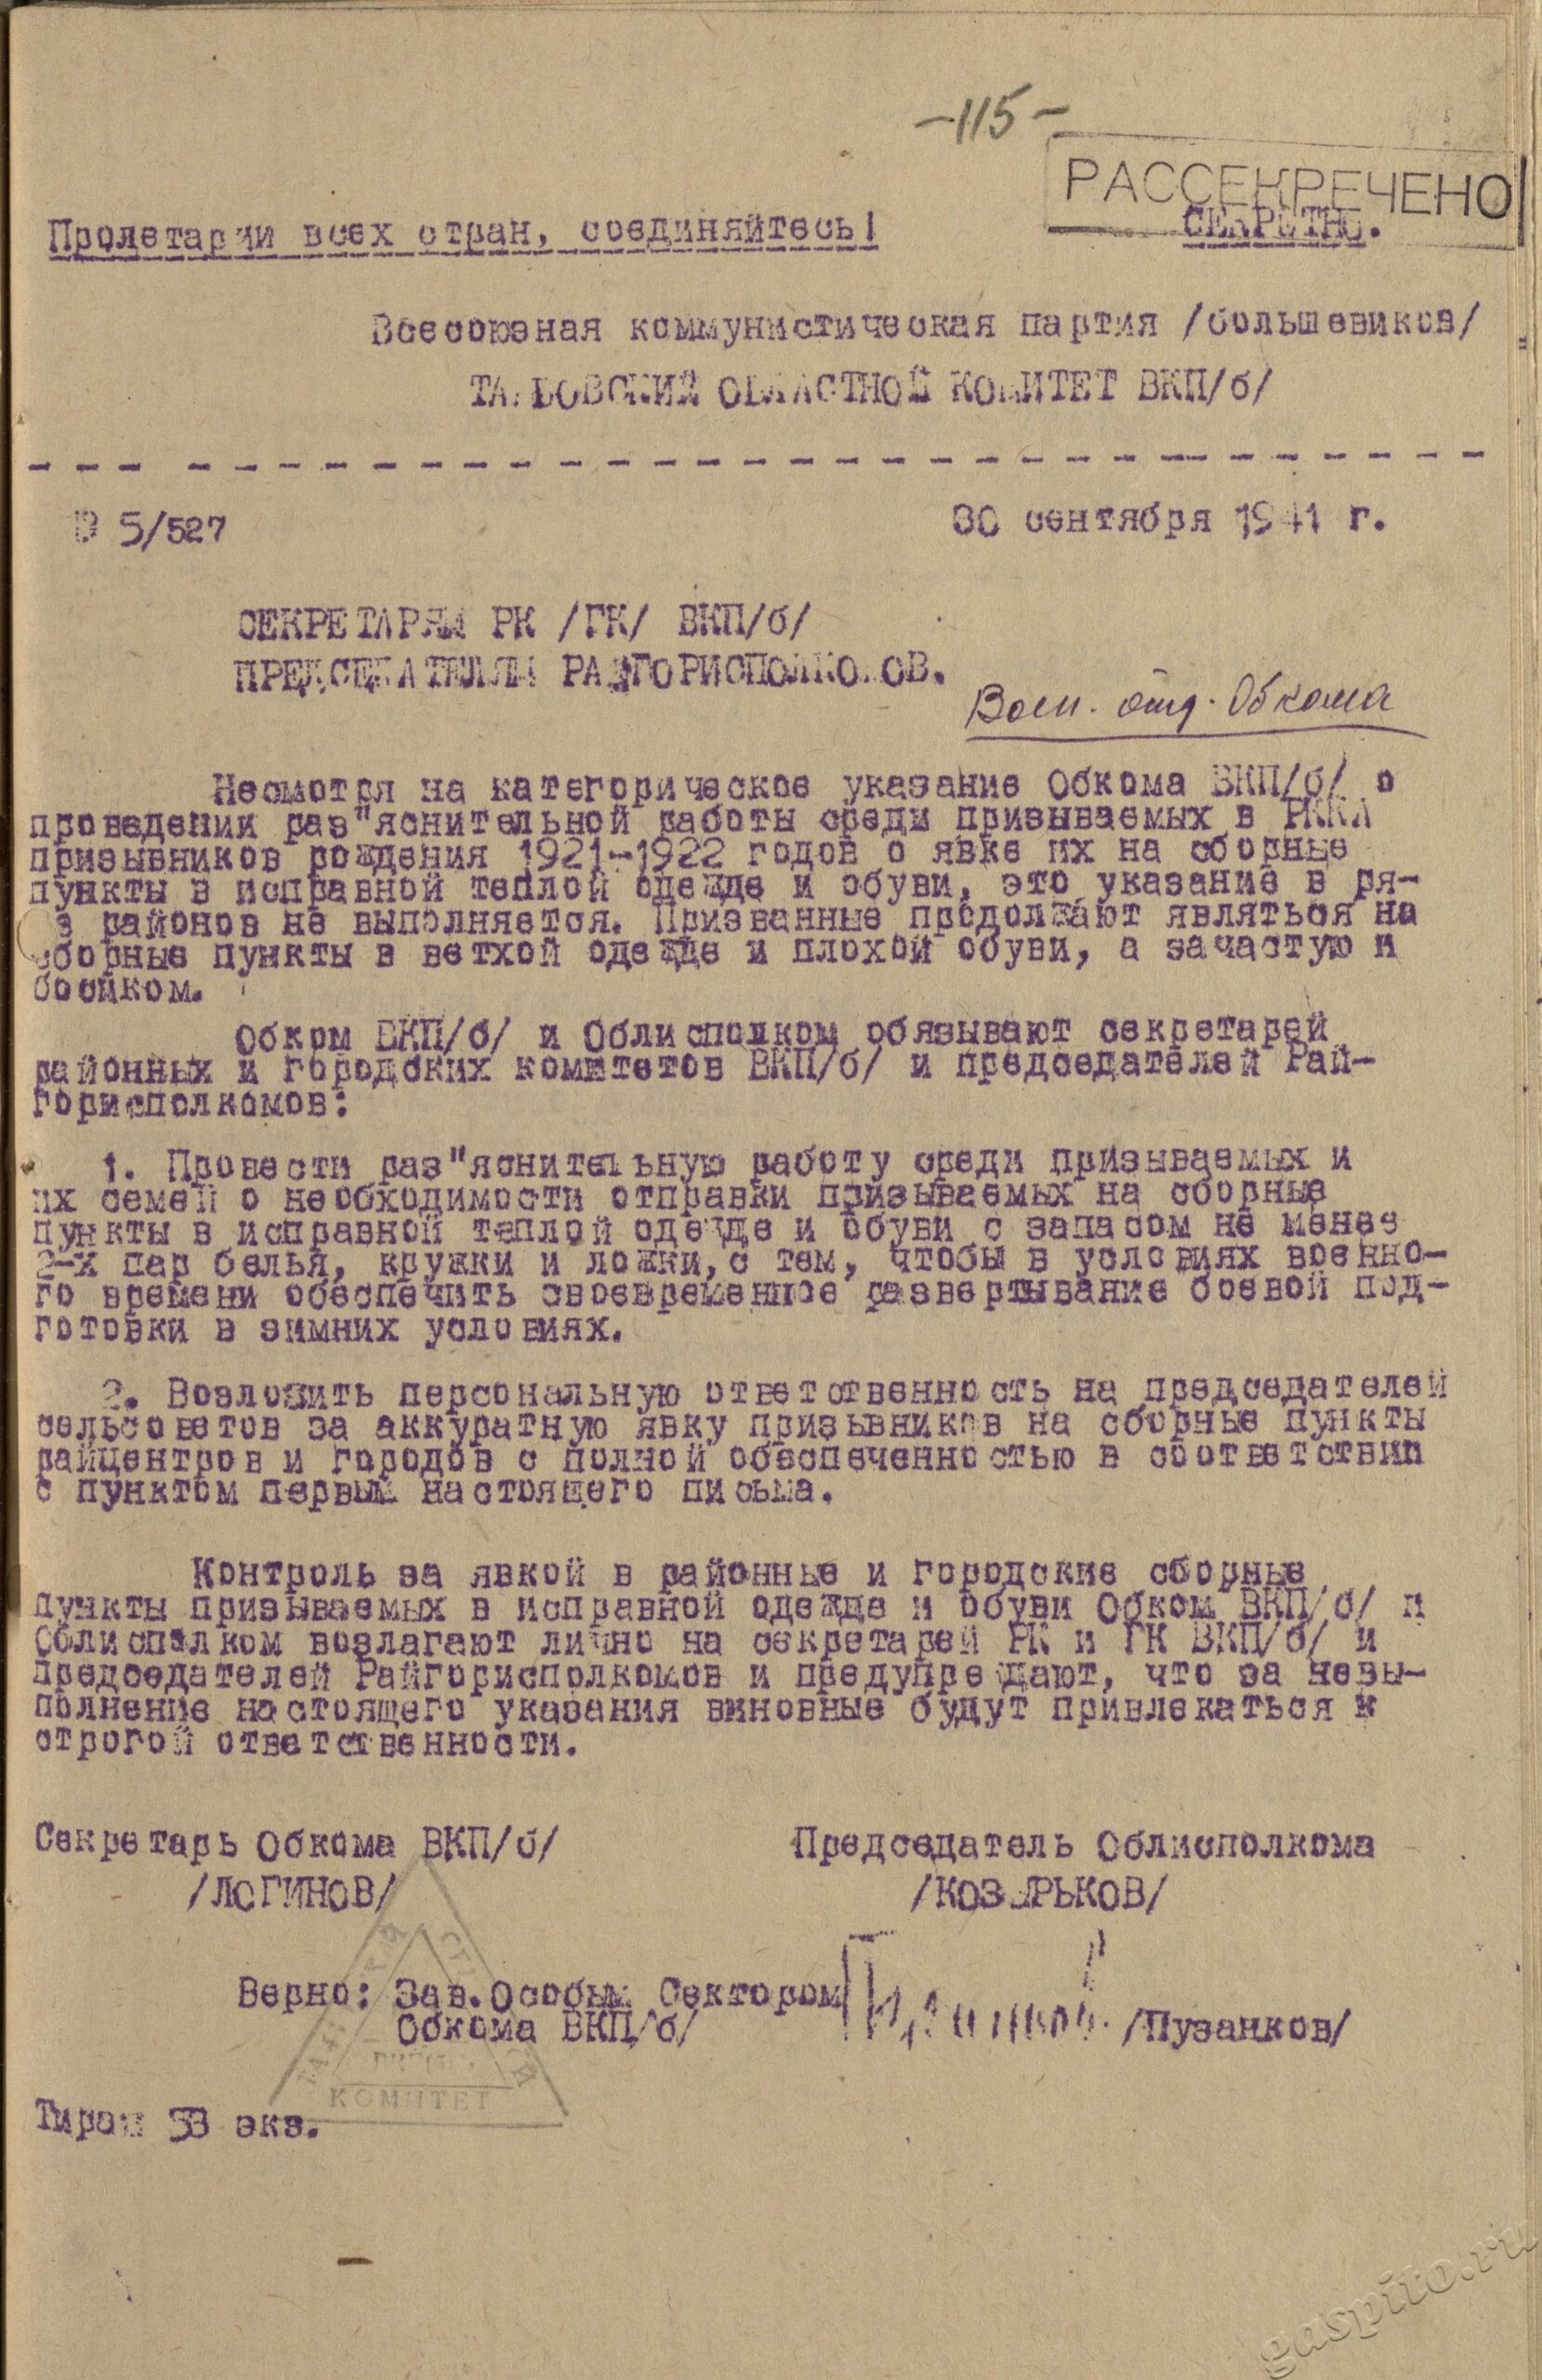 -115-
РАССЕКРЕЧЕНО
СЕКРЕТНО.
Пролетарии всех стран, соединяйтесь!
Всесоюзная коммунистическая партия /большевиков/
ТАМБОВСКИЙ ОБЛАСТНОЙ КОМИТЕТ ВКП/б/
5/527
30 сентября 1941 г.
СЕКРЕТАРЯМ РК /ГК/ ВКП/б/
ПРЕДСЕДАТЕЛЯМ РАЙГОРИСПОЛКОМОВ.
Воен. отд. Обкома
Несмотря на категорическое указание Обкома ВКП/б/ о
проведении раз"яснительной работы среди призываемых в РККА
призывников рождения 1921-1922 годов о явке их на сборные
пункты в исправной теплой одежде и обуви, это указание в ря-
де районов не выполняется. Призванные продолжают являться на
сборные пункты в ветхой одежде и плохой обуви, а зачастую и
босиком.
Обком ВКП/б/ и Облисполком обязывают секретарей
районных и городских комитетов ВКП/б/ и председателей Рай-
горисполкомов:
1. Провести раз"яснительную работу среди призываемых и
их семей о необходимости отправки призываемых на сборные
пункты в исправной теплой одежде и обуви с запасом не менее
2-х пар белья, кружки и ложки, с тем, чтобы в условиях военно-
го времени обеспечить своевременное развертывание боевой под-
готовки в зимних условиях.
2. Возложить персональную ответственность на председателей
сельсоветов за аккуратную явку призывников на сборные пункты
райцентров и городов с полной обеспеченностью в соответствии
с пунктом первым настоящего письма.
Контроль за явкой в районные и городские сборные
пункты призываемых в исправной одежде и обуви Обком ВКП/б/ и
Облисполком возлагают лично на секретарей РК и ГК ВКП/б/ и
председателей Райгорисполкомов и предупреждают, что за невы-
полнение настоящего указания виновные будут привлекаться к
строгой ответственности.
Секретарь Обкома ВКП/б/
Председатель Облисполкома
/ЛОГИНОВ/
/КОЗЫРЬКОВ/
Верно: Зав. Особым Сектором
Обкома ВКП/б/
/Пузанков/
КОМИТЕТ
Тираж 53 экз.
gaspito.ru